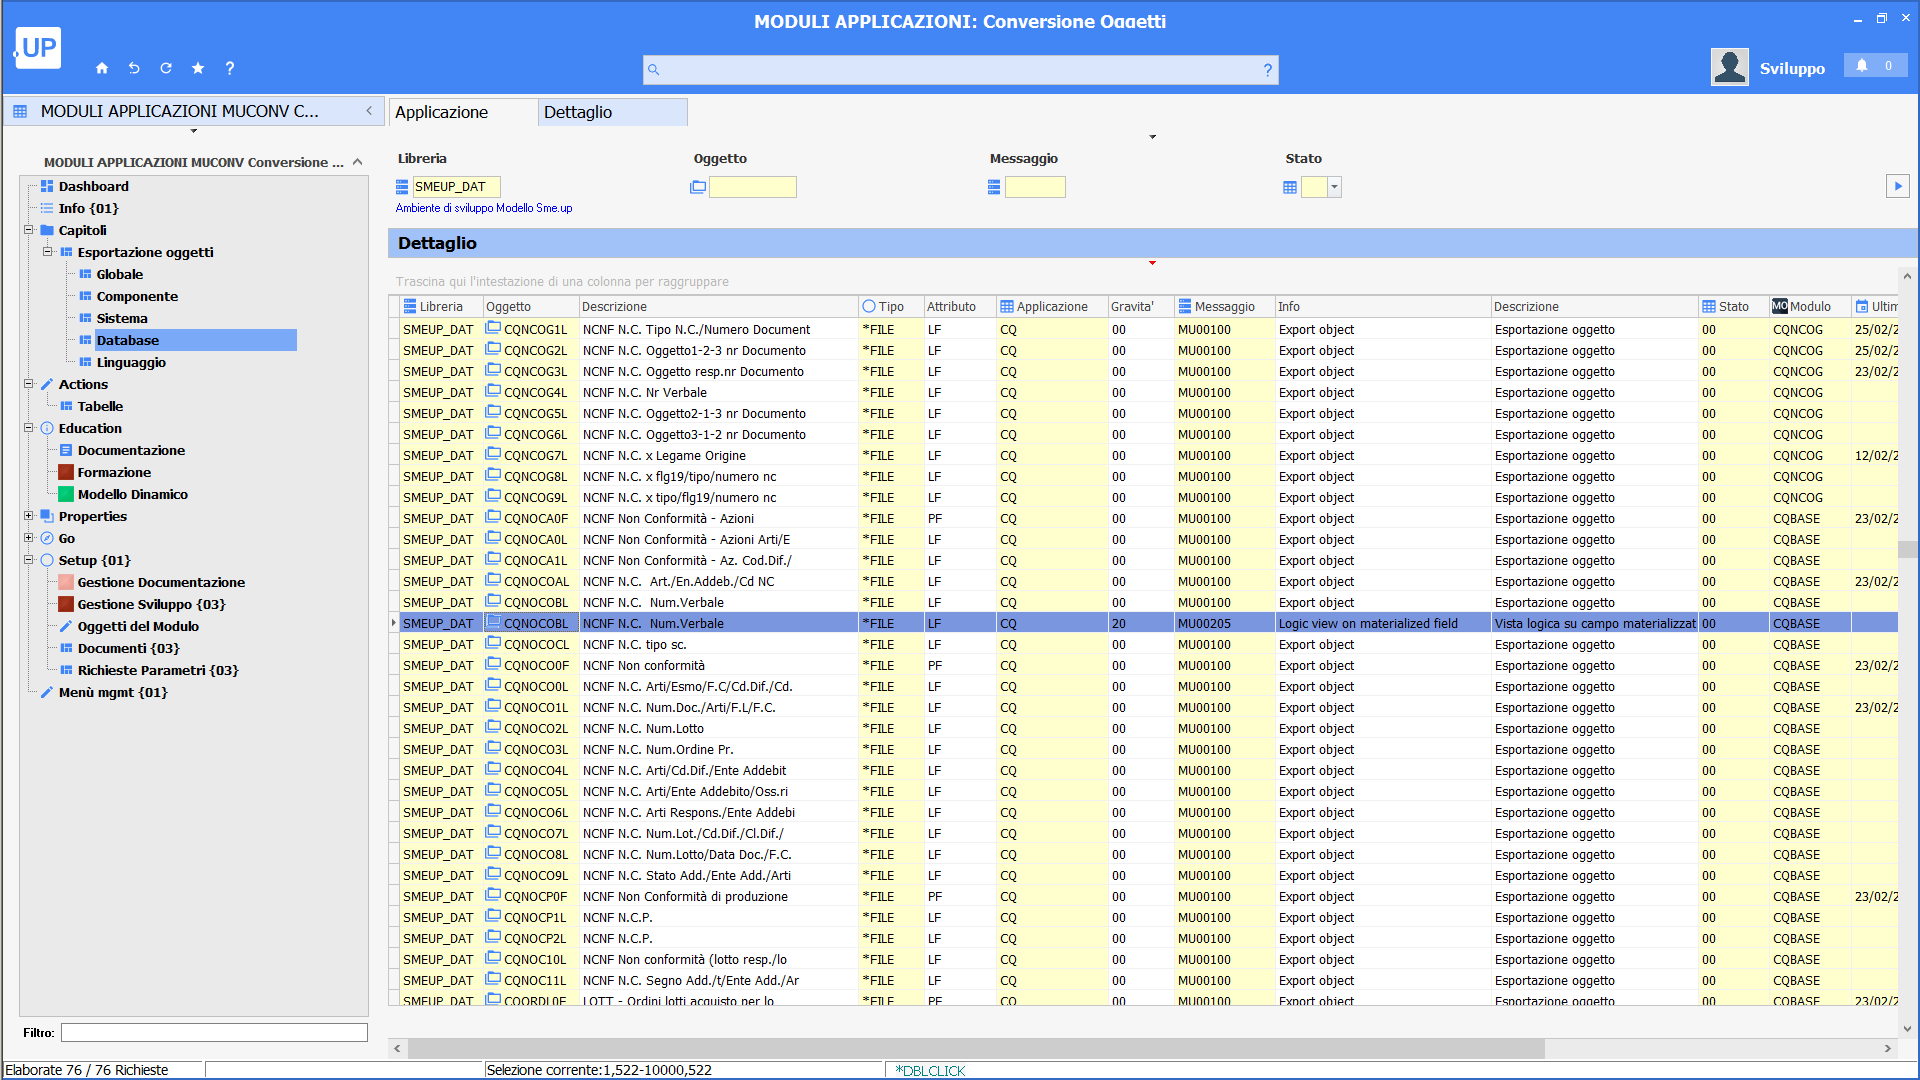 MODULI APPLICAZIONI: Conversione Oggetti
UP
?
?
Sviluppo
0
MODULI APPLICAZIONI MUCONV C...
MODULI APPLICAZIONI MUCONV Conversione ...
Dashboard
Info {01}
Capitoli
Esportazione oggetti
Globale
Componente
Sistema
Database
Linguaggio
Actions
Tabelle
Education
Documentazione
Formazione
Modello Dinamico
Properties
Go
Setup {01}
Gestione Documentazione
Gestione Sviluppo {03}
Oggetti del Modulo
Documenti {03}
Richieste Parametri {03}
Menù mgmt {01}
Filtro:
Applicazione Dettaglio
Libreria Oggetto Messaggio Stato
SMEUP_DAT
Ambiente di sviluppo Modello Sme.up
Dettaglio
Trascina qui l'intestazione di una colonna per raggruppare
Libreria Oggetto Descrizione Tipo Attributo Applicazione Gravita' Messaggio Info Descrizione Stato MO Modulo Ultim
SMEUP_DAT CQNCOG1L NCNF N.C. Tipo N.C./Numero Document *FILE LF CQ 00 MU00100 Export object Esportazione oggetto 00 CQNCOG 25/02/2
SMEUP_DAT CQNCOG2L NCNF N.C. Oggetto1-2-3 nr Documento *FILE LF CQ 00 MU00100 Export object Esportazione oggetto 00 CQNCOG 25/02/2
SMEUP_DAT CQNCOG3L NCNF N.C. Oggetto resp.nr Documento *FILE LF CQ 00 MU00100 Export object Esportazione oggetto 00 CQNCOG 23/02/2
SMEUP_DAT CQNCOG4L NCNF N.C. Nr Verbale *FILE LF CQ 00 MU00100 Export object Esportazione oggetto 00 CQNCOG
SMEUP_DAT CQNCOG5L NCNF N.C. Oggetto2-1-3 nr Documento *FILE LF CQ 00 MU00100 Export object Esportazione oggetto 00 CQNCOG
SMEUP_DAT CQNCOG6L NCNF N.C. Oggetto3-1-2 nr Documento *FILE LF CQ 00 MU00100 Export object Esportazione oggetto 00 CQNCOG
SMEUP_DAT CQNCOG7L NCNF N.C. x Legame Origine *FILE LF CQ 00 MU00100 Export object Esportazione oggetto 00 CQNCOG 12/02/2
SMEUP_DAT CQNCOG8L NCNF N.C. x flg19/tipo/numero nc *FILE LF CQ 00 MU00100 Export object Esportazione oggetto 00 CQNCOG
SMEUP_DAT CQNCOG9L NCNF N.C. x tipo/flg19/numero nc *FILE LF CQ 00 MU00100 Export object Esportazione oggetto 00 CQNCOG
SMEUP_DAT CQNOCA0F NCNF Non Conformità - Azioni *FILE PF CQ 00 MU00100 Export object Esportazione oggetto 00 CQBASE 23/02/2
SMEUP_DAT CQNOCA0L NCNF Non Conformità - Azioni Arti/E *FILE LF CQ 00 MU00100 Export object Esportazione oggetto 00 CQBASE
SMEUP_DAT CQNOCA1L NCNF Non Conformità - Az. Cod.Dif./ *FILE LF CQ 00 MU00100 Export object Esportazione oggetto 00 CQBASE
SMEUP_DAT CQNOCOAL NCNF N.C. Art./En.Addeb./Cd NC *FILE LF CQ 00 MU00100 Export object Esportazione oggetto 00 CQBASE 23/02/2
SMEUP_DAT CQNOCOBL NCNF N.C. Num.Verbale *FILE LF CQ 00 MU00100 Export object Esportazione oggetto 00 CQBASE
SMEUP_DAT CQNOCOBL NCNF N.C. Num.Verbale *FILE LF CQ 20 MU00205 Logic view on materialized field Vista logica su campo materializzat 00 CQBASE
SMEUP_DAT CQNOCOCL NCNF N.C. tipo sc. *FILE LF CQ 00 MU00100 Export object Esportazione oggetto 00 CQBASE
SMEUP_DAT CQNOCO0F NCNF Non conformità *FILE PF CQ 00 MU00100 Export object Esportazione oggetto 00 CQBASE 23/02/2
SMEUP_DAT CQNOCO0L NCNF N.C. Arti/Esmo/F.C/Cd.Dif./Cd. *FILE LF CQ 00 MU00100 Export object Esportazione oggetto 00 CQBASE
SMEUP_DAT CQNOCO1L NCNF N.C. Num.Doc./Arti/F.L/F.C. *FILE LF CQ 00 MU00100 Export object Esportazione oggetto 00 CQBASE 23/02/2
SMEUP_DAT CQNOCO2L NCNF N.C. Num.Lotto *FILE LF CQ 00 MU00100 Export object Esportazione oggetto 00 CQBASE
SMEUP_DAT CQNOCO3L NCNF N.C. Num.Ordine Pr. *FILE LF CQ 00 MU00100 Export object Esportazione oggetto 00 CQBASE
SMEUP_DAT CQNOCO4L NCNF N.C. Arti/Cd.Dif./Ente Addebit *FILE LF CQ 00 MU00100 Export object Esportazione oggetto 00 CQBASE
SMEUP_DAT CQNOCO5L NCNF N.C. Arti/Ente Addebito/Oss.ri *FILE LF CQ 00 MU00100 Export object Esportazione oggetto 00 CQBASE
SMEUP_DAT CQNOCO6L NCNF N.C. Arti Respons./Ente Addebi *FILE LF CQ 00 MU00100 Export object Esportazione oggetto 00 CQBASE
SMEUP_DAT CQNOCO7L NCNF N.C. Num.Lot./Cd.Dif./Cl.Dif./ *FILE LF CQ 00 MU00100 Export object Esportazione oggetto 00 CQBASE
SMEUP_DAT CQNOCO8L NCNF N.C. Num.Lotto/Data Doc./F.C. *FILE LF CQ 00 MU00100 Export object Esportazione oggetto 00 CQBASE
SMEUP_DAT CQNOCO9L NCNF N.C. Stato Add./Ente Add./Arti *FILE LF CQ 00 MU00100 Export object Esportazione oggetto 00 CQBASE
SMEUP_DAT CQNOCP0F NCNF Non Conformità di produzione *FILE PF CQ 00 MU00100 Export object Esportazione oggetto 00 CQBASE 23/02/2
SMEUP_DAT CQNOCP1L NCNF N.C.P. *FILE LF CQ 00 MU00100 Export object Esportazione oggetto 00 CQBASE
SMEUP_DAT CQNOCP2L NCNF N.C.P. *FILE LF CQ 00 MU00100 Export object Esportazione oggetto 00 CQBASE
SMEUP_DAT CQNOC10L NCNF Non conformità (lotto resp./lo *FILE LF CQ 00 MU00100 Export object Esportazione oggetto 00 CQBASE
SMEUP_DAT CQNOC11L NCNF N.C. Segno Add./t/Ente Add./Ar *FILE LF CQ 00 MU00100 Export object Esportazione oggetto 00 CQBASE
SMEUP_DAT CQORDL0F LOTT - Ordini lotti acquisto per lo *FILE PF CQ 00 MU00100 Export object Esportazione oggetto 00 CQBASE 23/02/2
Elaborate 76 / 76 Richieste Selezione corrente:1,522-10000,522 *DBLCLICK